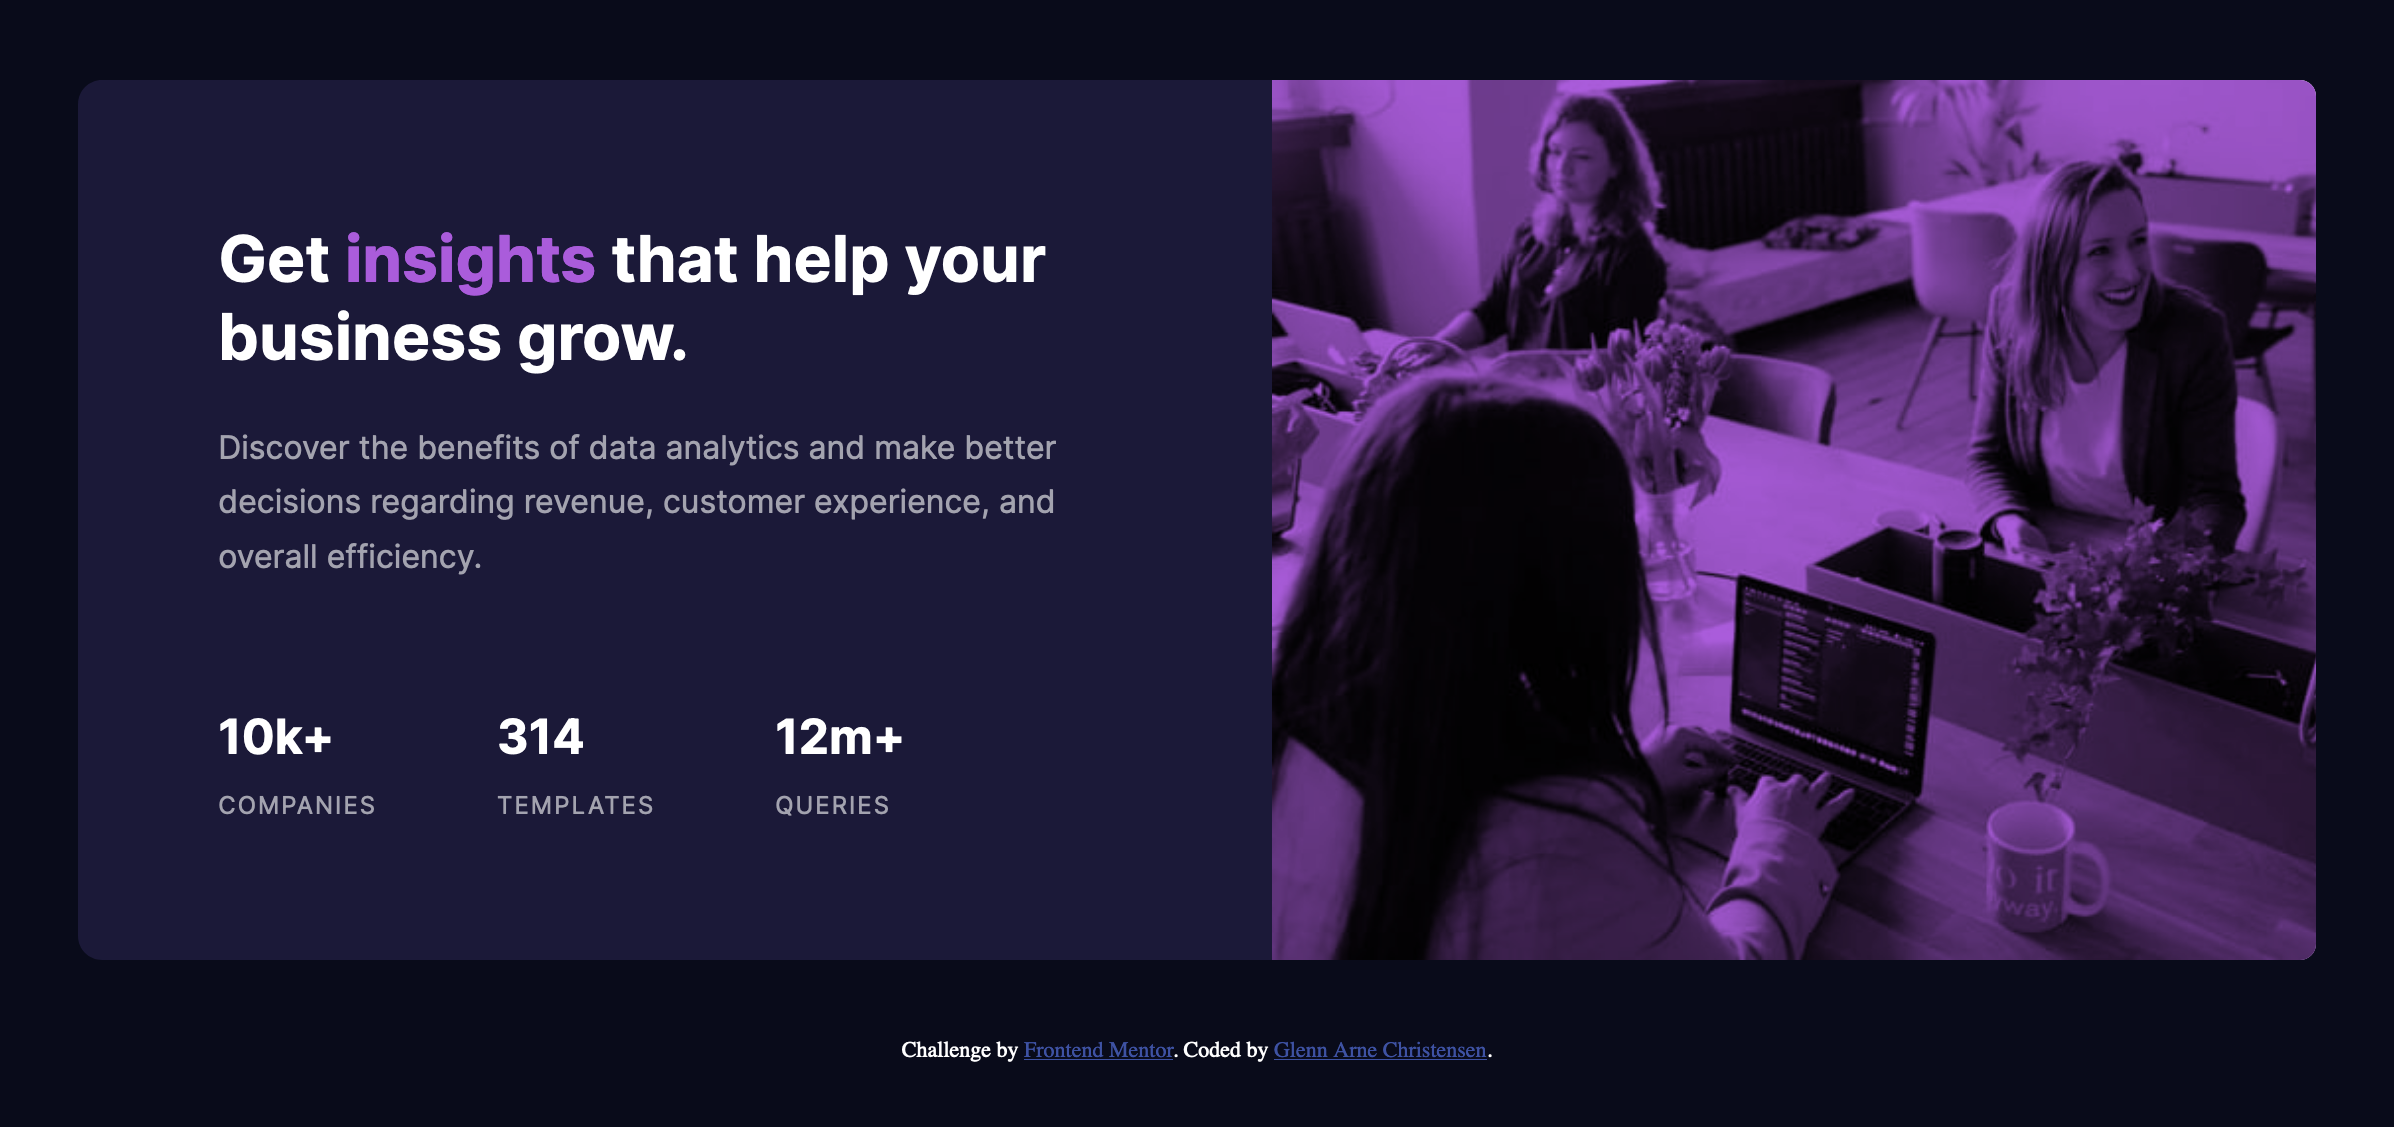 Get insights that help your
business grow.
Discover the benefits of data analytics and make better
decisions regarding revenue, customer experience, and
overall efficiency.
10k+ 314 12m+
COMPANIES TEMPLATES QUERIES
it
way.
Challenge by Frontend Mentor. Coded by Glenn Arne Christensen.